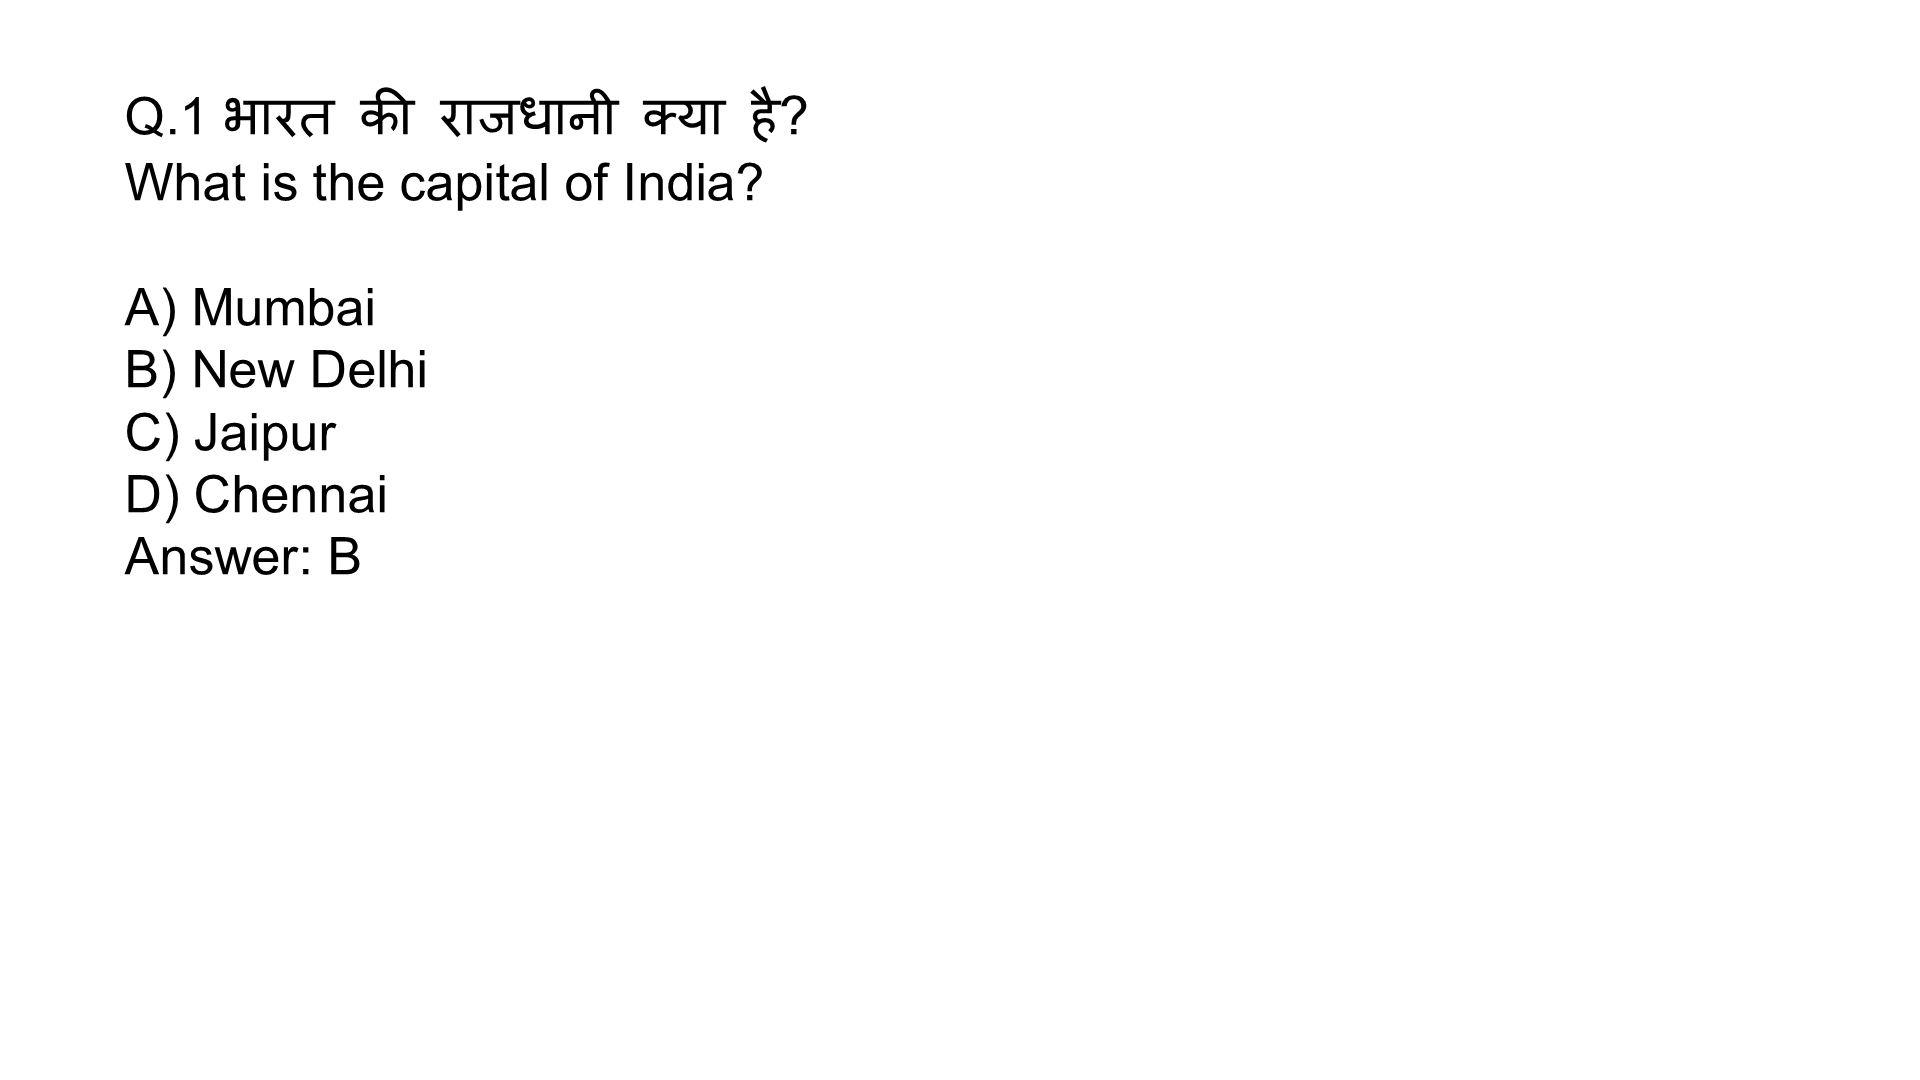 Q.1 भारत की राजधानी क्या है?
What is the capital of India?
A) Mumbai
B) New Delhi
C) Jaipur
D) Chennai
Answer: B